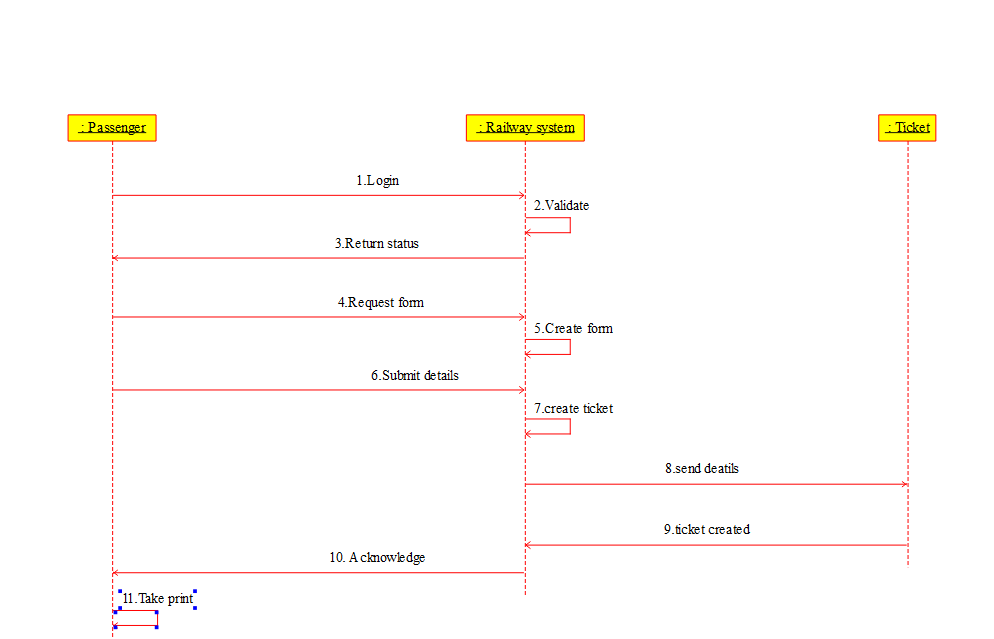 : Passenger
: Railway system
: Ticket
1.Login
2.Validate
3.Return status
4.Request form
5.Create form
6.Submit details
7.create ticket
8.send deatils
9.ticket created
10. Acknowledge
11.Take print